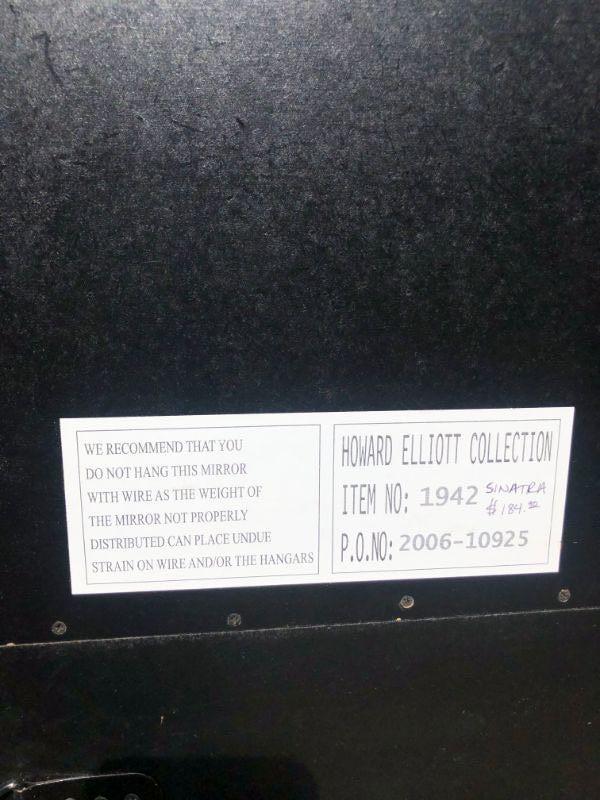 WE RECOMMEND THAT YOU
DO NOT HANG THIS MIRROR
WITH WIRE AS THE WEIGHT OF
THE MIRROR NOT PROPERLY
DISTRIBUTED CAN PLACE UNDUE
STRAIN ON WIRE AND/OR THE HANGARS
HOWARD ELLIOTT COLLECTION
ITEM NO: 1942 SINATRA
$184.
P.O.NO: 2006-10925